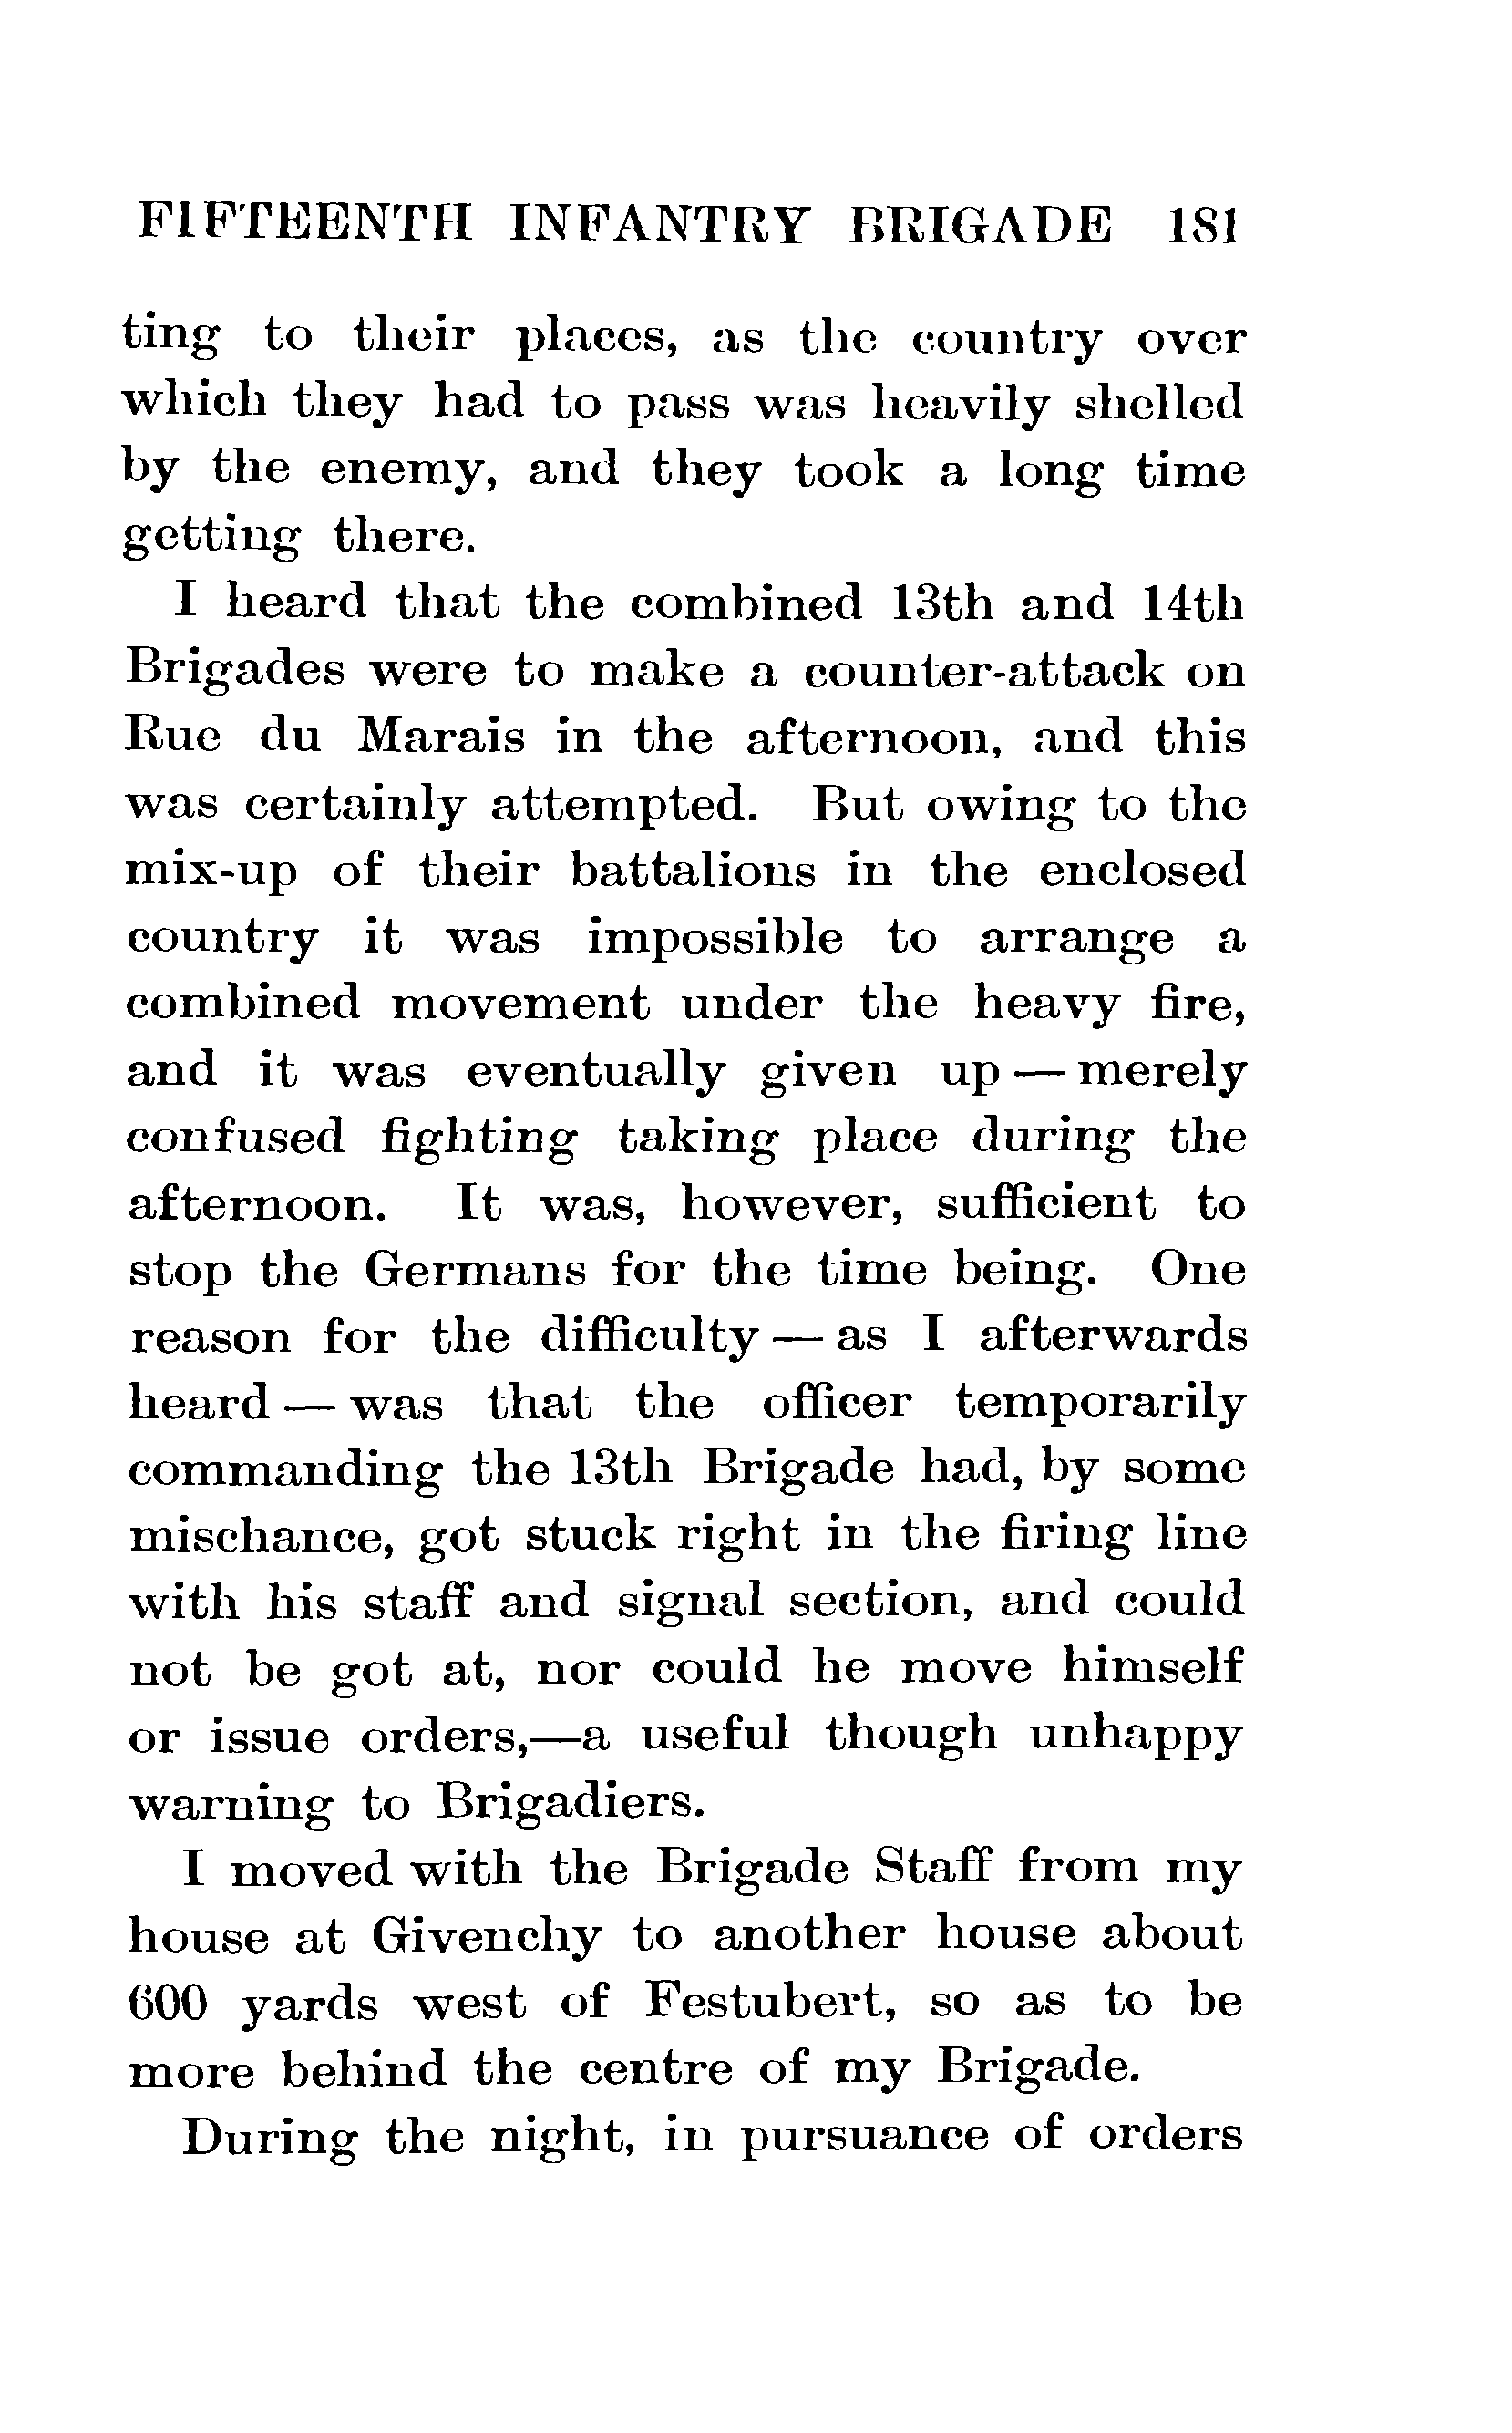 FIFTEENTH INFANTRY BRIGADE 181
ting to their places, as the country over
which they had to pass was heavily shelled
by the enemy, and they took a long time
getting there.
I heard that the combined 13th and 14th
Brigades were to make a counter-attack on
Rue du Marais in the afternoon, and this
was certainly attempted. But owing to the
mix-up of their battalions in the enclosed
country it was impossible to arrange a
combined movement under the heavy fire,
and it was eventually given up — merely
confused fighting taking place during the
afternoon. It was, however, sufficient to
stop the Germans for the time being. One
reason for the difficulty — as I afterwards
heard — was that the officer temporarily
commanding the 13th Brigade had, by some
mischance, got stuck right in the firing line
with his staff and signal section, and could
not be got at, nor could he move himself
or issue orders,—a useful though unhappy
warning to Brigadiers.
I moved with the Brigade Staff from my
house at Givenchy to another house about
600 yards west of Festubert, so as to be
more behind the centre of my Brigade.
During the night, in pursuance of orders